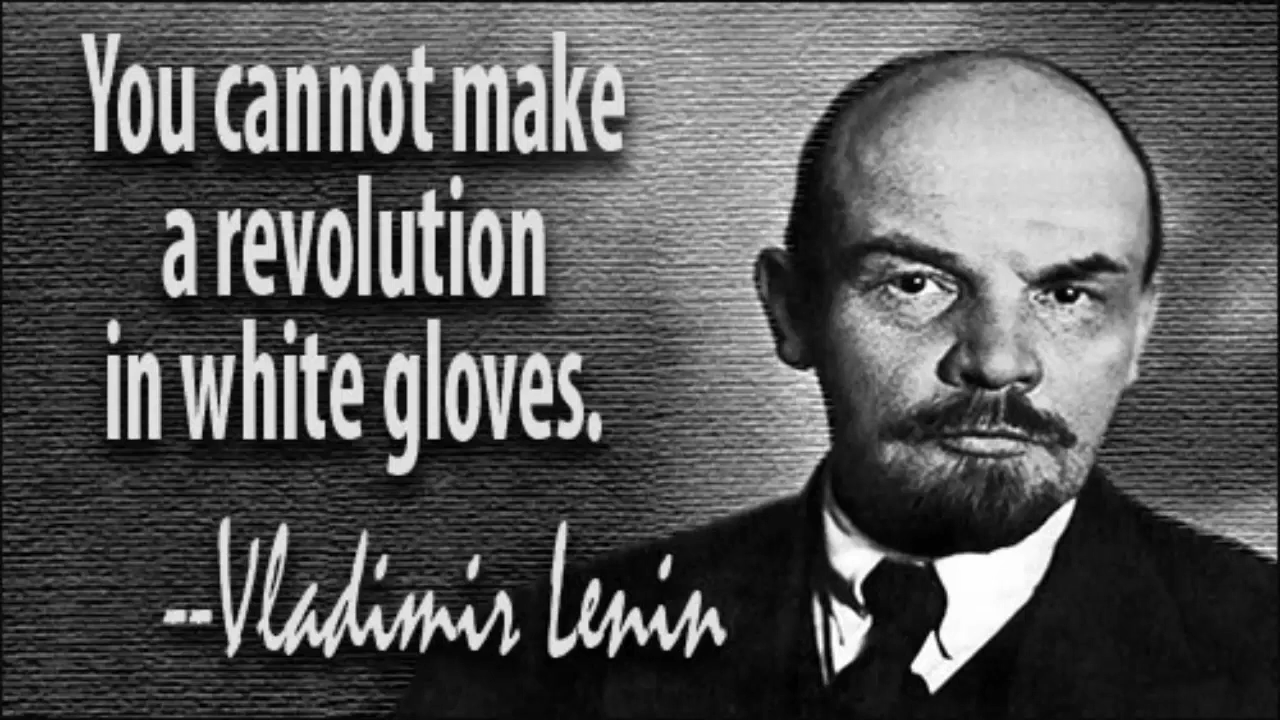 You cannot make
a revolution
in white gloves.
--Vladimir Lenin